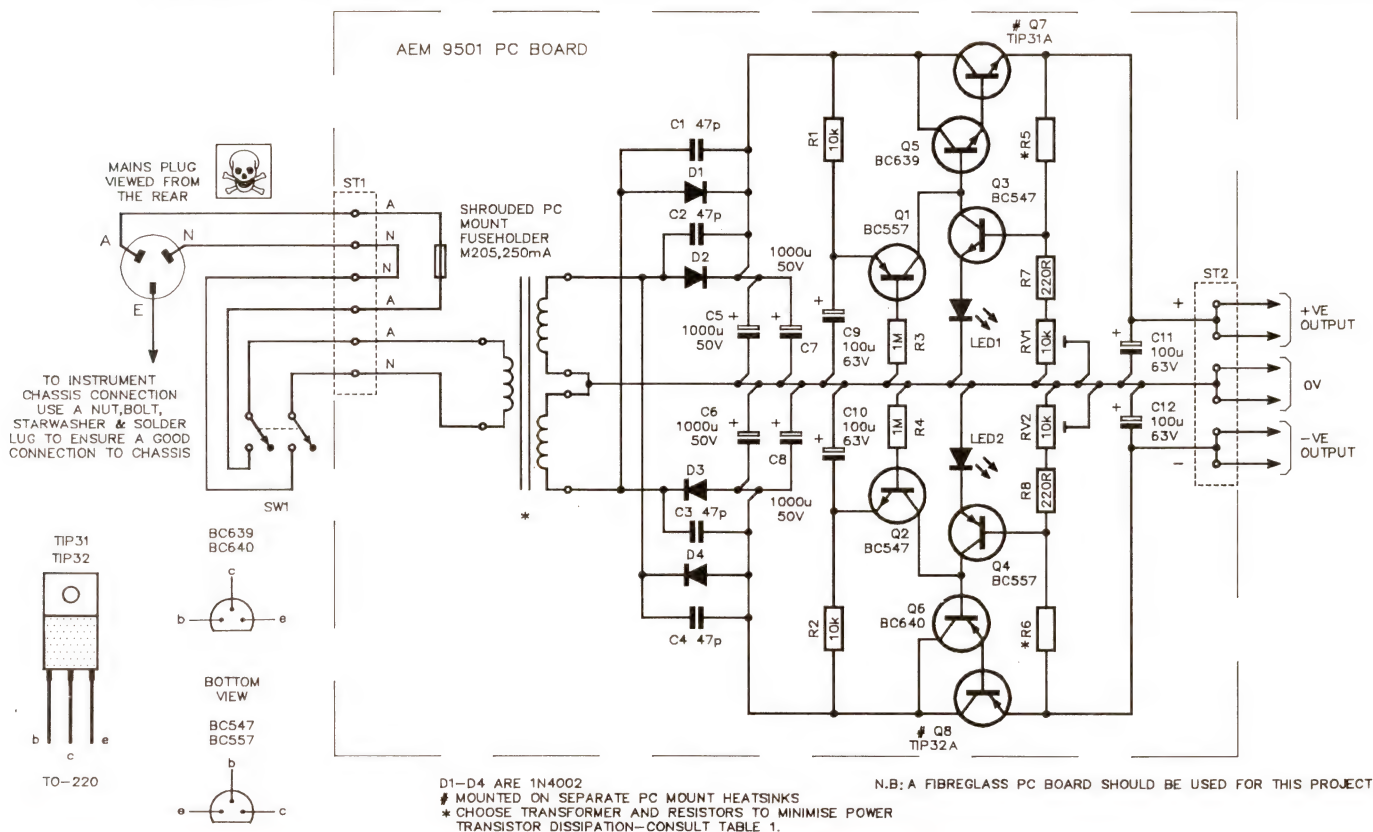 AEM 9501 PC BOARD
# Q7
TIP31A
C1 47p
D1
C2 47p
D2
R1
10k
Q5
BC639
*R5
MAINS PLUG
VIEWED FROM
THE REAR
ST1
A
N
N
A
A
N
A
N
E
SHROUDED PC
MOUNT
FUSEHOLDER
M205,250mA
Q3
BC547
Q1
BC557
1000u
50V
R7
220R
ST2
C5 +
1000u
50V
+
C7
+
C9
100u
63V
1M
R3
LED1
RV1
10k
+
C11
100u
63V
+
+VE
OUTPUT
0V
TO INSTRUMENT
CHASSIS CONNECTION
USE A NUT,BOLT,
STARWASHER & SOLDER
LUG TO ENSURE A GOOD
CONNECTION TO CHASSIS
C6 +
1000u
50V
+
C8
+
C10
100u
63V
1M
R4
LED2
RV2
10k
+
C12
100u
63V
-VE
OUTPUT
-
SW1
*
D3
C3 47p
1000u
50V
R8
220R
Q2
BC547
Q4
BC557
D4
C4 47p
R2
10k
Q6
BC640
*R6
# Q8
TIP32A
TIP31
TIP32
b
c
e
TO-220
BC639
BC640
c
b
e
BOTTOM
VIEW
BC547
BC557
b
e
c
D1-D4 ARE 1N4002
# MOUNTED ON SEPARATE PC MOUNT HEATSINKS
* CHOOSE TRANSFORMER AND RESISTORS TO MINIMISE POWER
TRANSISTOR DISSIPATION-CONSULT TABLE 1.
N.B: A FIBREGLASS PC BOARD SHOULD BE USED FOR THIS PROJECT